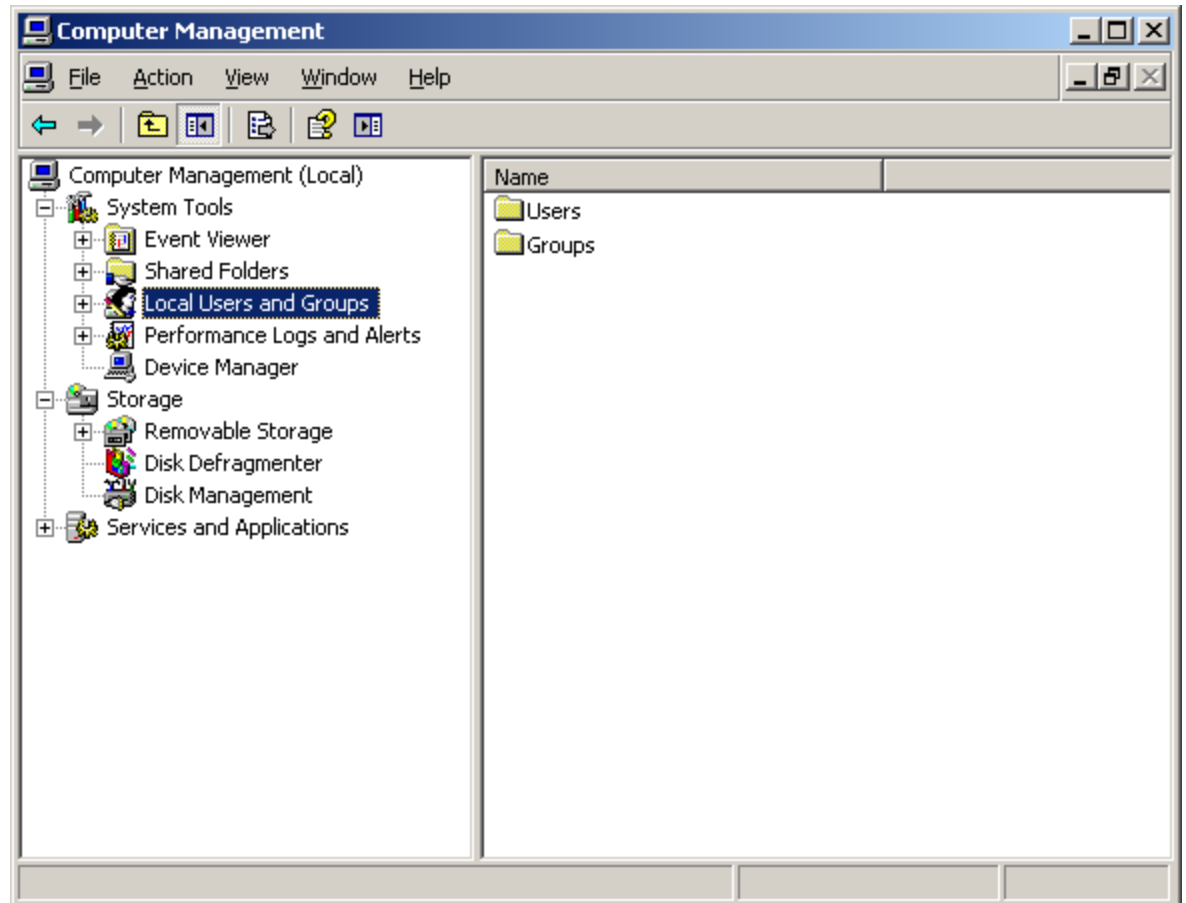 Computer Management
File Action View Window Help
Computer Management (Local)
System Tools
Event Viewer
Shared Folders
Local Users and Groups
Performance Logs and Alerts
Device Manager
Storage
Removable Storage
Disk Defragmenter
Disk Management
Services and Applications
Name
Users
Groups